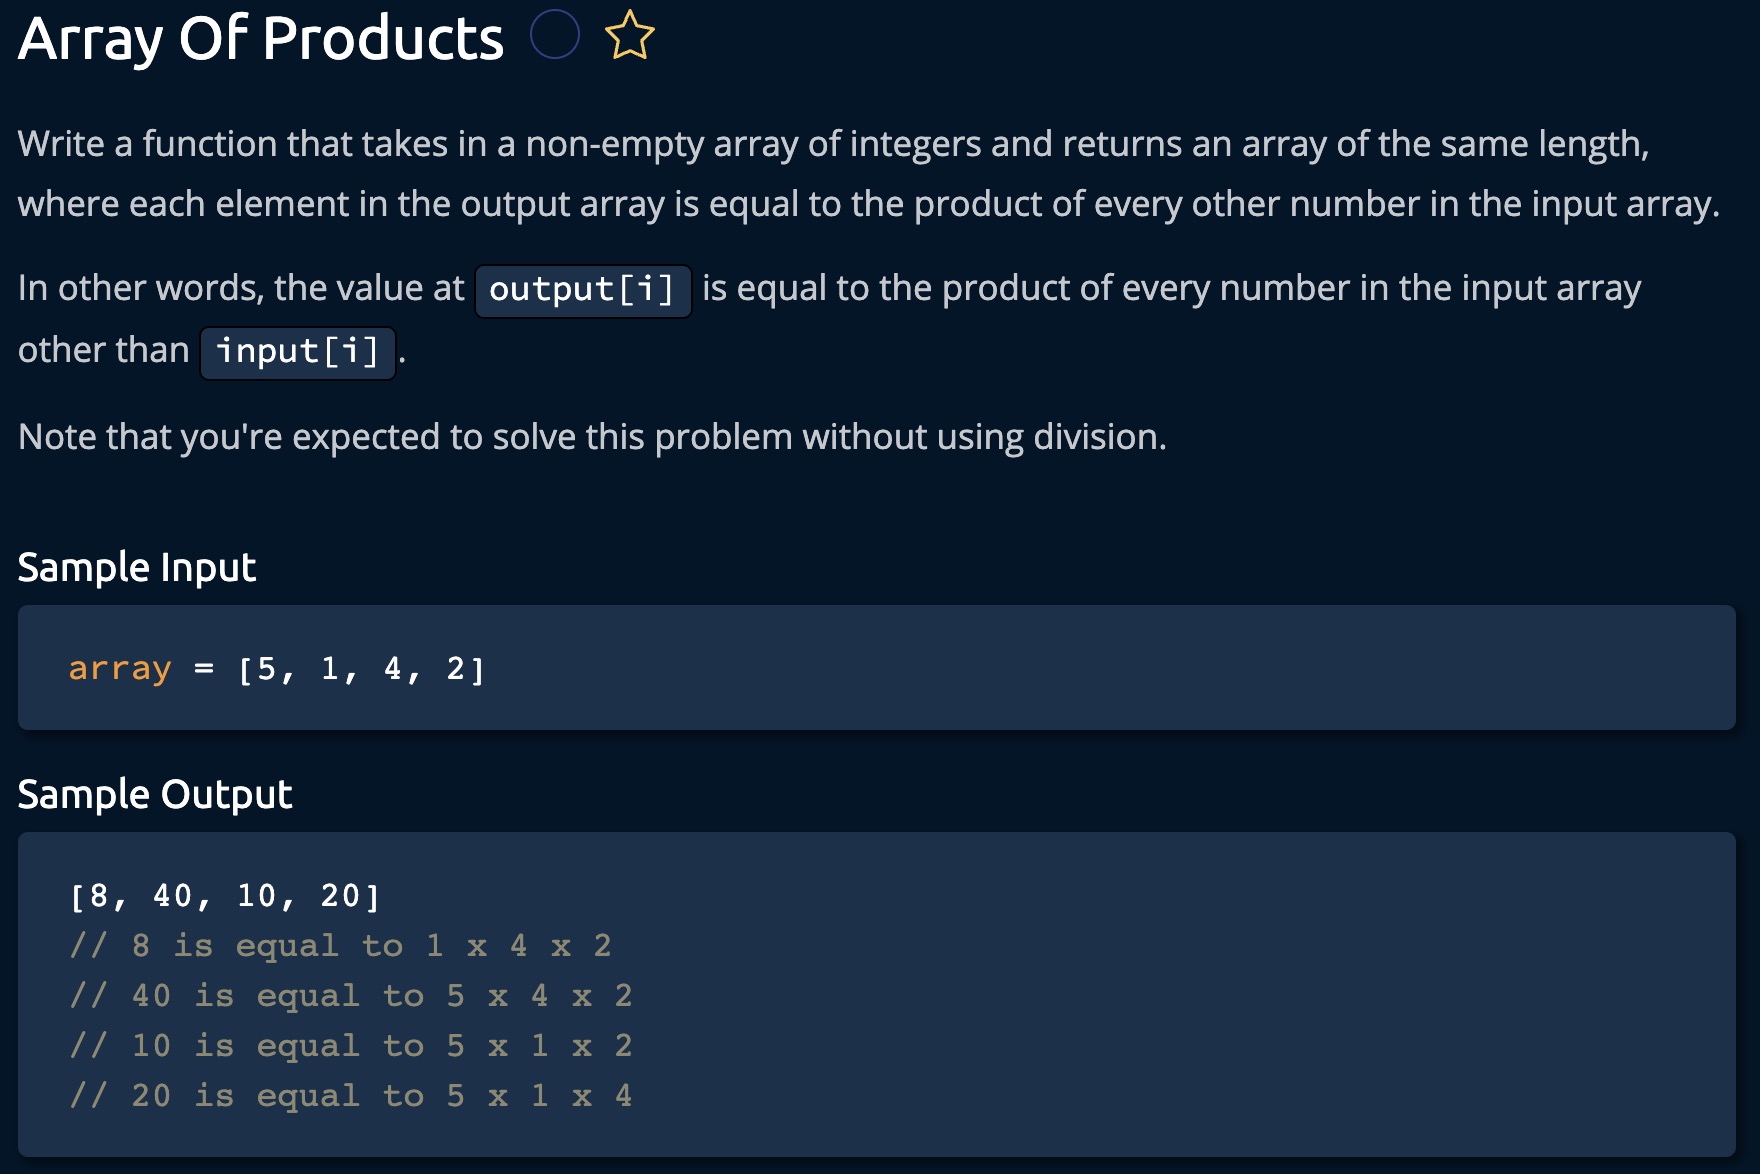 Array Of Products
Write a function that takes in a non-empty array of integers and returns an array of the same length,
where each element in the output array is equal to the product of every other number in the input array.
In other words, the value at output[i] is equal to the product of every number in the input array
other than input[i].
Note that you're expected to solve this problem without using division.
Sample Input
array = [5, 1, 4, 2]
Sample Output
[8, 40, 10, 20]
// 8 is equal to 1 x 4 x 2
// 40 is equal to 5 x 4 x 2
// 10 is equal to 5 x 1 x 2
// 20 is equal to 5 x 1 x 4